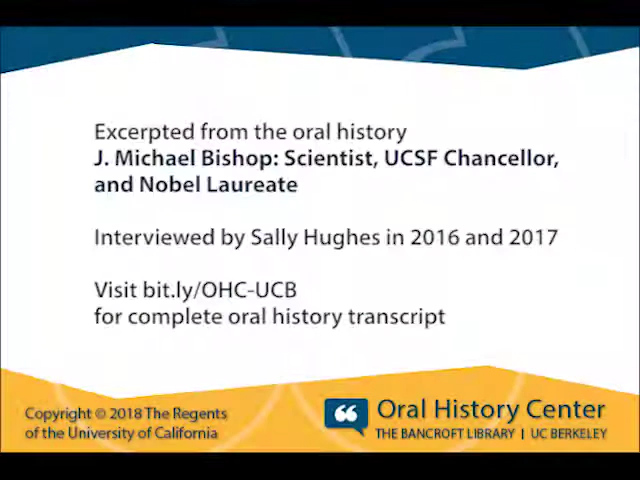 Excerpted from the oral history
J. Michael Bishop: Scientist, UCSF Chancellor,
and Nobel Laureate
Interviewed by Sally Hughes in 2016 and 2017
Visit bit.ly/OHC-UCB
for complete oral history transcript
Copyright © 2018 The Regents
of the University of California
Oral History Center
THE BANCROFT LIBRARY | UC BERKELEY